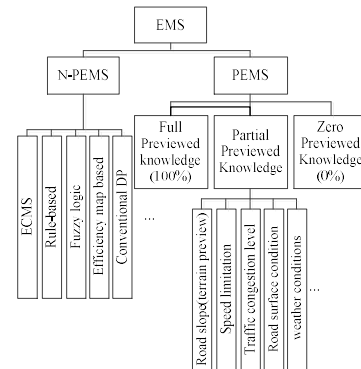 EMS
N-PEMS
PEMS
Full
Previewed
knowledge
(100%)
Partial
Previewed
Knowledge
Zero
Previewed
Knowledge
(0%)
ECMS
Rule-based
Fuzzy logic
Efficiency map based
Conventional DP
...
Road slope(terrain preview)
Speed limitation
Traffic congestion level
Road surface condition
weather conditions
...